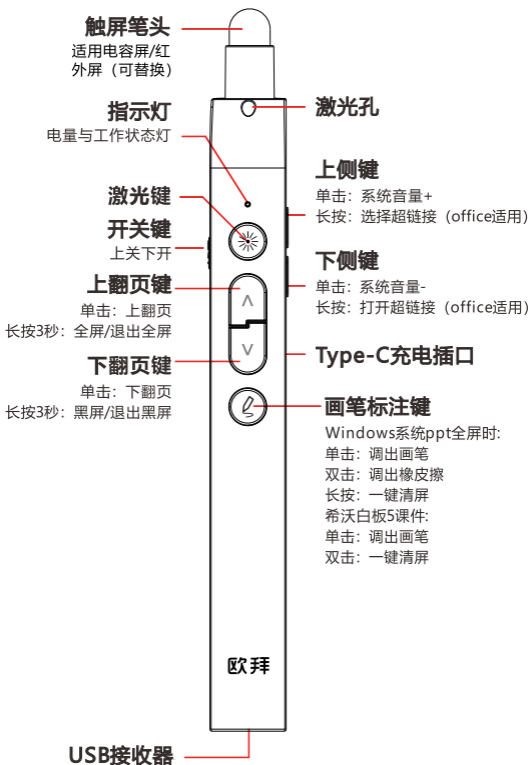 触屏笔头
适用电容屏/红
外屏（可替换）
指示灯
电量与工作状态灯
激光键
开关键
上关下开
上翻页键
单击：上翻页
长按3秒：全屏/退出全屏
下翻页键
单击：下翻页
长按3秒：黑屏/退出黑屏
激光孔
上侧键
单击：系统音量+
长按：选择超链接（office适用）
下侧键
单击：系统音量-
长按：打开超链接（office适用）
Type-C充电插口
画笔标注键
Windows系统ppt全屏时:
单击：调出画笔
双击：调出橡皮擦
长按：一键清屏
希沃白板5课件:
单击：调出画笔
双击：一键清屏
欧拜
USB接收器